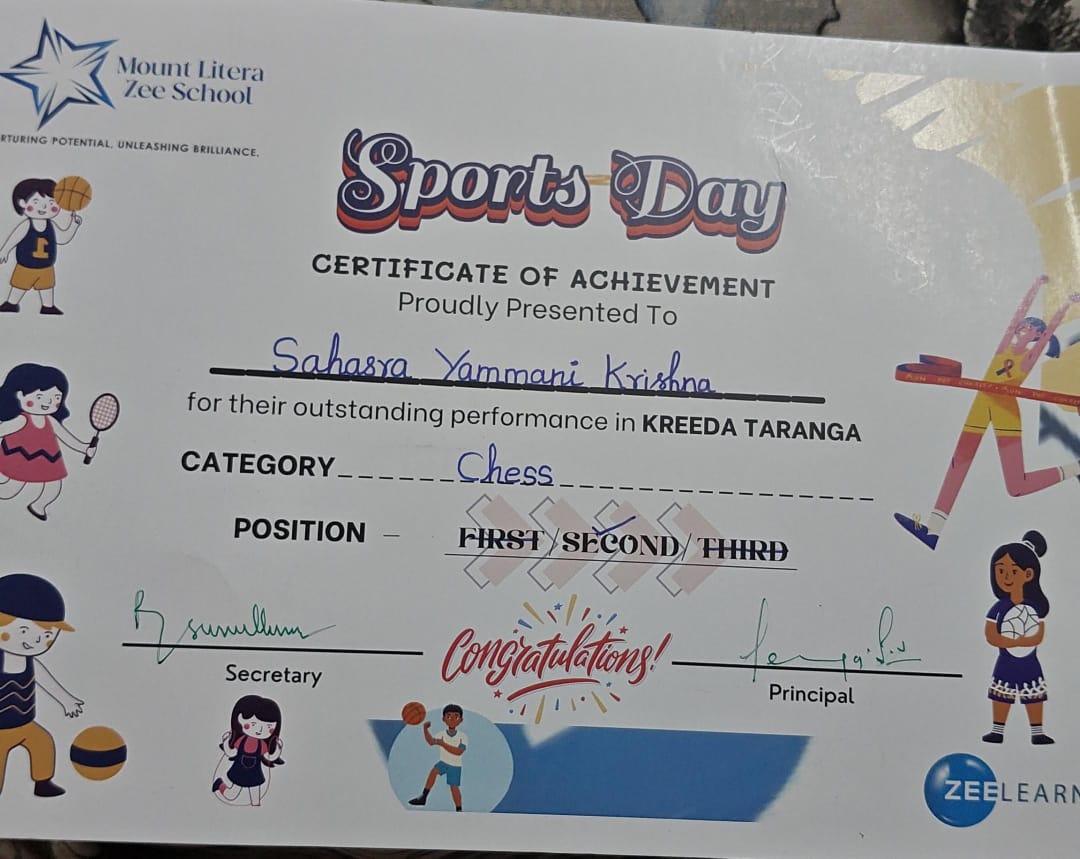 Mount Litera
Zee School
RTURING POTENTIAL, UNLEASHING BRILLIANCE.
Sports Day
CERTIFICATE OF ACHIEVEMENT
Proudly Presented To
Sahasra Yammani Krishna
for their outstanding performance in KREEDA TARANGA
CATEGORY Chess
POSITION – FIRST/SECOND/THIRD
Congratulations!
Secretary
Principal
ZEELEARN
1